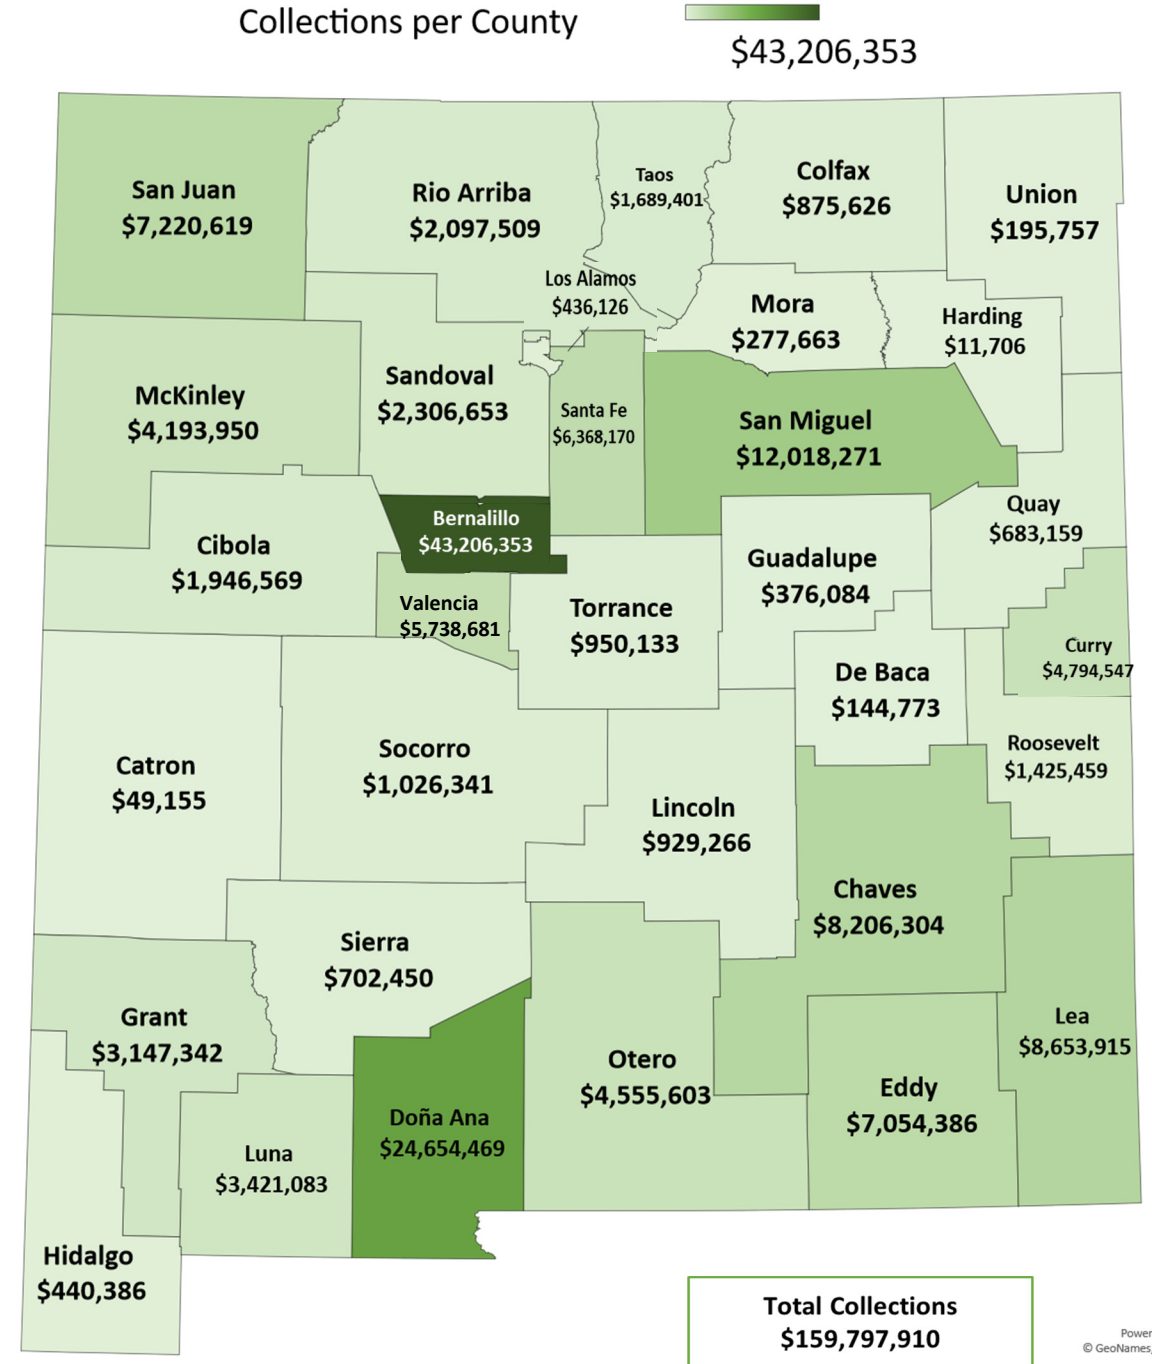 Collections per County
$43,206,353
San Juan
$7,220,619
Rio Arriba
$2,097,509
Taos
$1,689,401
Colfax
$875,626
Union
$195,757
Los Alamos
$436,126
Mora
$277,663
Harding
$11,706
McKinley
$4,193,950
Sandoval
$2,306,653
Santa Fe
$6,368,170
San Miguel
$12,018,271
Quay
$683,159
Bernalillo
$43,206,353
Cibola
$1,946,569
Guadalupe
$376,084
Valencia
$5,738,681
Torrance
$950,133
Curry
$4,794,547
De Baca
$144,773
Roosevelt
$1,425,459
Catron
$49,155
Socorro
$1,026,341
Lincoln
$929,266
Chaves
$8,206,304
Sierra
$702,450
Grant
$3,147,342
Lea
$8,653,915
Otero
$4,555,603
Eddy
$7,054,386
Doña Ana
$24,654,469
Luna
$3,421,083
Hidalgo
$440,386
Total Collections
$159,797,910
Power
© GeoNames,